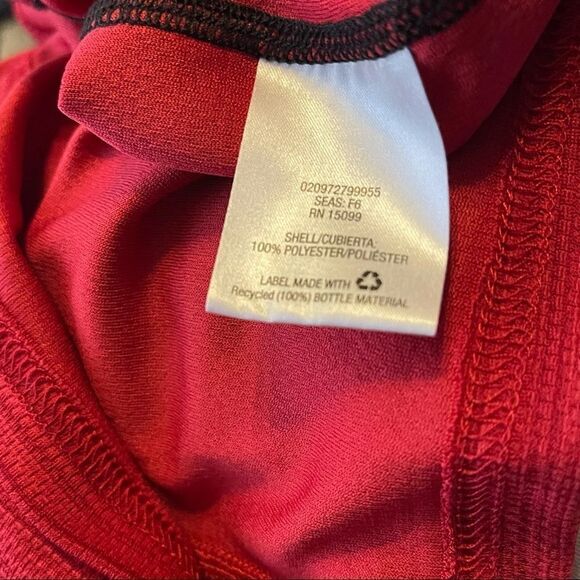 020972799955
SEAS: F6
RN 15099
SHELL/CUBIERTA:
100% POLYESTER/POLIÉSTER
LABEL MADE WITH
Recycled (100%) BOTTLE MATERIAL